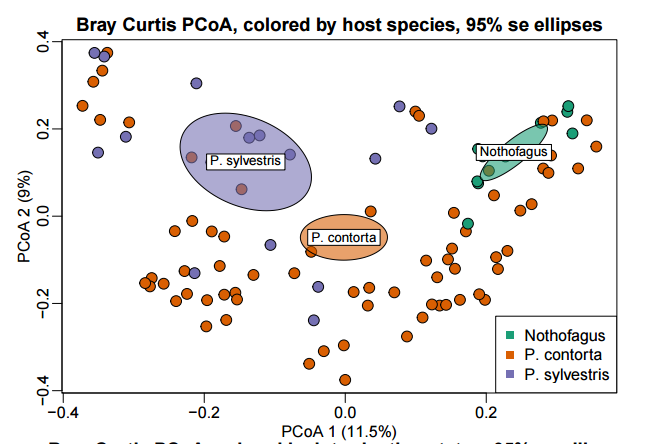 Bray Curtis PCoA, colored by host species, 95% se ellipses
0.4
0.2
0.0
−0.2
−0.4
PCoA 2 (9%)
Nothofagus
P. sylvestris
P. contorta
Nothofagus
P. contorta
P. sylvestris
−0.4 −0.2 0.0 0.2
PCoA 1 (11.5%)